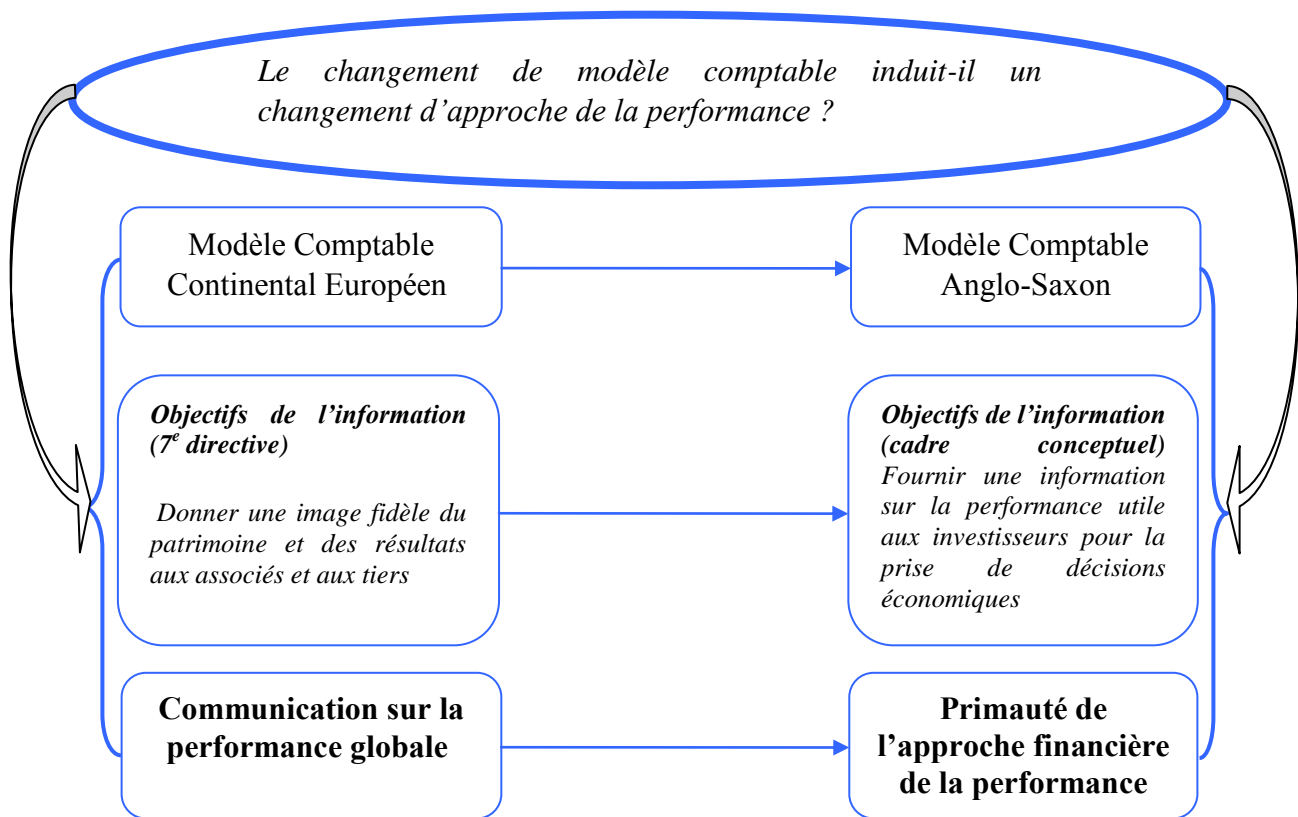 Le changement de modèle comptable induit-il un
changement d’approche de la performance ?
Modèle Comptable
Continental Européen
Modèle Comptable
Anglo-Saxon
Objectifs de l’information
(7e directive)
Donner une image fidèle du
patrimoine et des résultats
aux associés et aux tiers
Objectifs de l’information
(cadre conceptuel)
Fournir une information
sur la performance utile
aux investisseurs pour la
prise de décisions
économiques
Communication sur la
performance globale
Primauté de
l’approche financière
de la performance